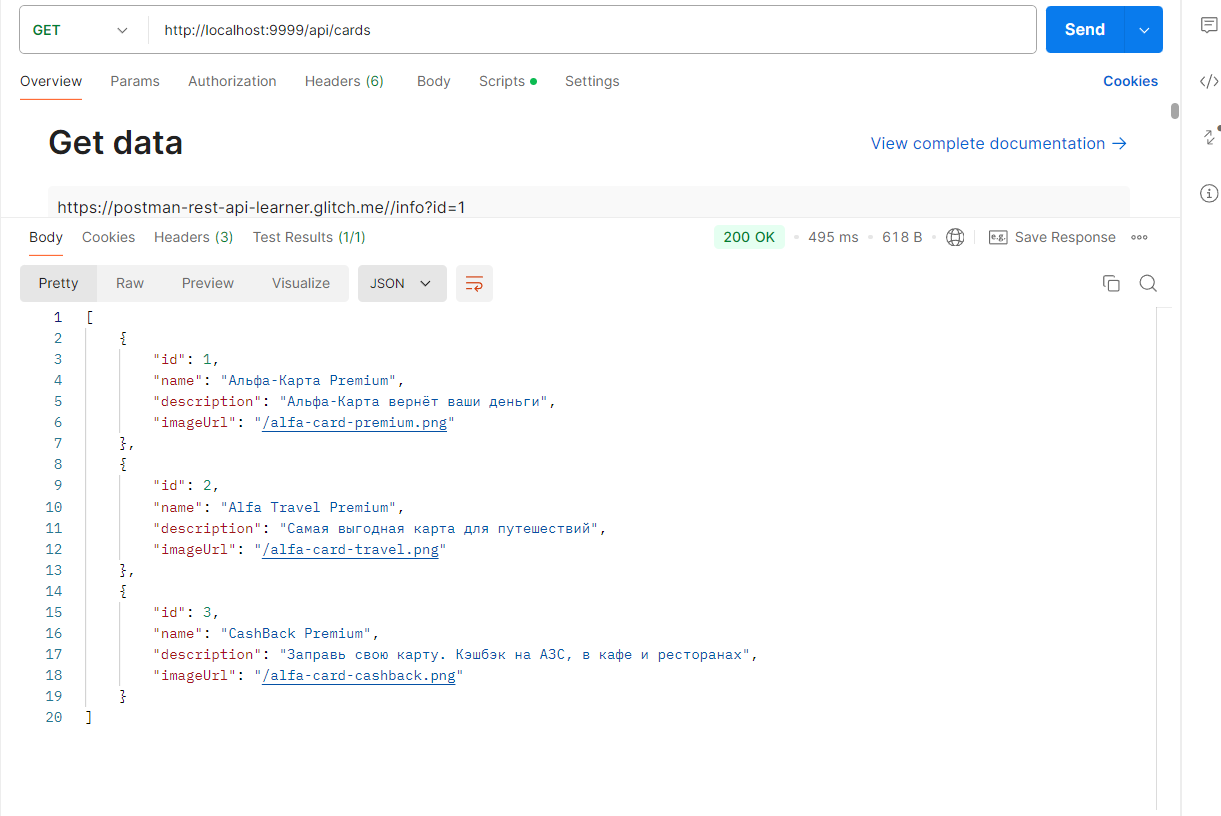 GET http://localhost:9999/api/cards Send
Overview Params Authorization Headers (6) Body Scripts Settings Cookies
Get data View complete documentation →
https://postman-rest-api-learner.glitch.me//info?id=1
Body Cookies Headers (3) Test Results (1/1) 200 OK • 495 ms • 618 B • e.g. Save Response
Pretty Raw Preview Visualize JSON
1 [
2 {
3 "id": 1,
4 "name": "Альфа-Карта Premium",
5 "description": "Альфа-Карта вернёт ваши деньги",
6 "imageUrl": "/alfa-card-premium.png"
7 },
8 {
9 "id": 2,
10 "name": "Alfa Travel Premium",
11 "description": "Самая выгодная карта для путешествий",
12 "imageUrl": "/alfa-card-travel.png"
13 },
14 {
15 "id": 3,
16 "name": "CashBack Premium",
17 "description": "Заправь свою карту. Кэшбэк на АЗС, в кафе и ресторанах",
18 "imageUrl": "/alfa-card-cashback.png"
19 }
20 ]